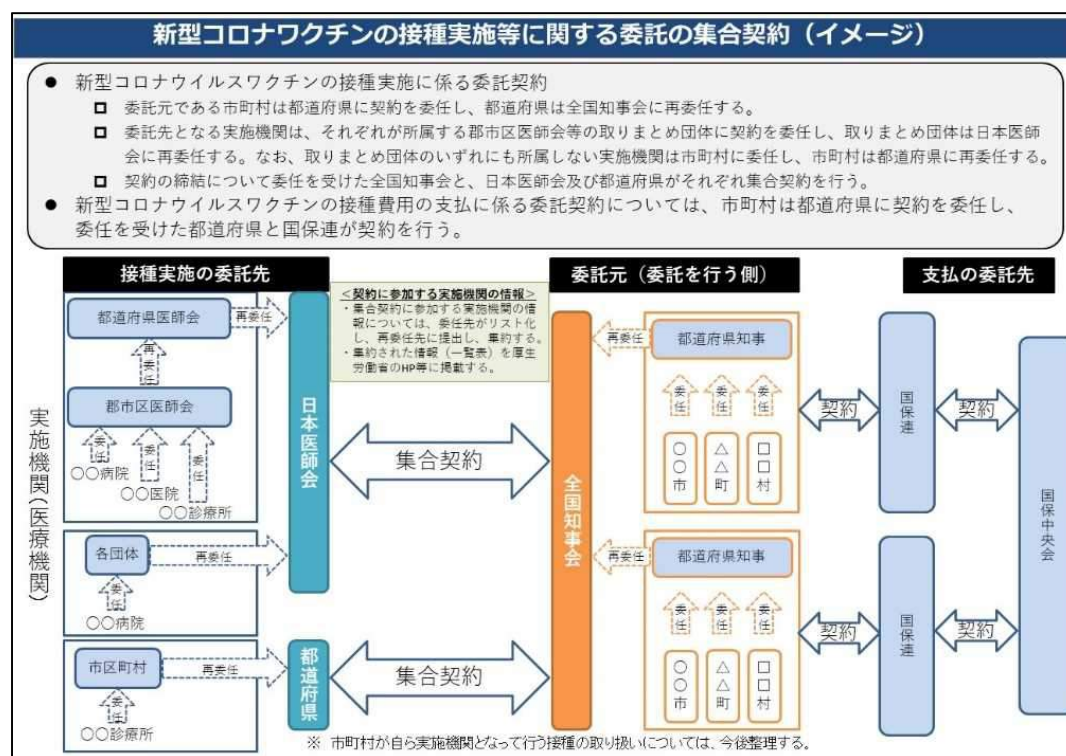 新型コロナワクチンの接種実施等に関する委託の集合契約（イメージ）
● 新型コロナウイルスワクチンの接種実施に係る委託契約
□ 委託元である市町村は都道府県に契約を委任し、都道府県は全国知事会に再委任する。
□ 委託先となる実施機関は、それぞれが所属する郡市区医師会等の取りまとめ団体に契約を委任し、取りまとめ団体は日本医師
会に再委任する。なお、取りまとめ団体のいずれにも所属しない実施機関は市町村に委任し、市町村は都道府県に再委任する。
□ 契約の締結について委任を受けた全国知事会と、日本医師会及び都道府県がそれぞれ集合契約を行う。
● 新型コロナウイルスワクチンの接種費用の支払に係る委託契約については、市町村は都道府県に契約を委任し、
委任を受けた都道府県と国保連が契約を行う。
接種実施の委託先
委託元（委託を行う側）
支払の委託先
＜契約に参加する実施機関の情報＞
・集合契約に参加する実施機関の情
報については、委任先がリスト化
し、再委任先に提出し、集約する。
・集約された情報（一覧表）を厚生
労働省のHP等に掲載する。
実施機関(医療機関)
都道府県医師会
再委任
再委任
郡市区医師会
委任
委任
委任
〇〇病院
〇〇医院
〇〇診療所
各団体
再委任
委任
〇〇病院
市区町村
再委任
委任
〇〇診療所
日本医師会
都道府県
集合契約
集合契約
全国知事会
再委任
都道府県知事
委任
委任
委任
〇〇市
△△町
□□村
再委任
都道府県知事
委任
委任
委任
〇〇市
△△町
□□村
契約
国保連
契約
契約
国保連
契約
国保中央会
※ 市町村が自ら実施機関となって行う接種の取り扱いについては、今後整理する。